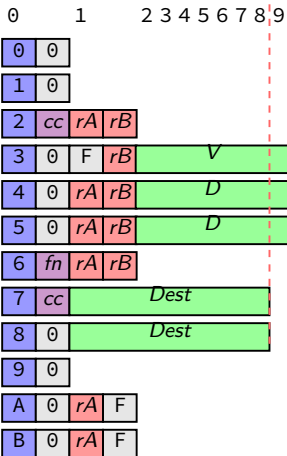 0 1 2 3 4 5 6 7 8 9
0 0
1 0
2 cc rA rB
3 0 F rB V
4 0 rA rB D
5 0 rA rB D
6 fn rA rB
7 cc Dest
8 0 Dest
9 0
A 0 rA F
B 0 rA F